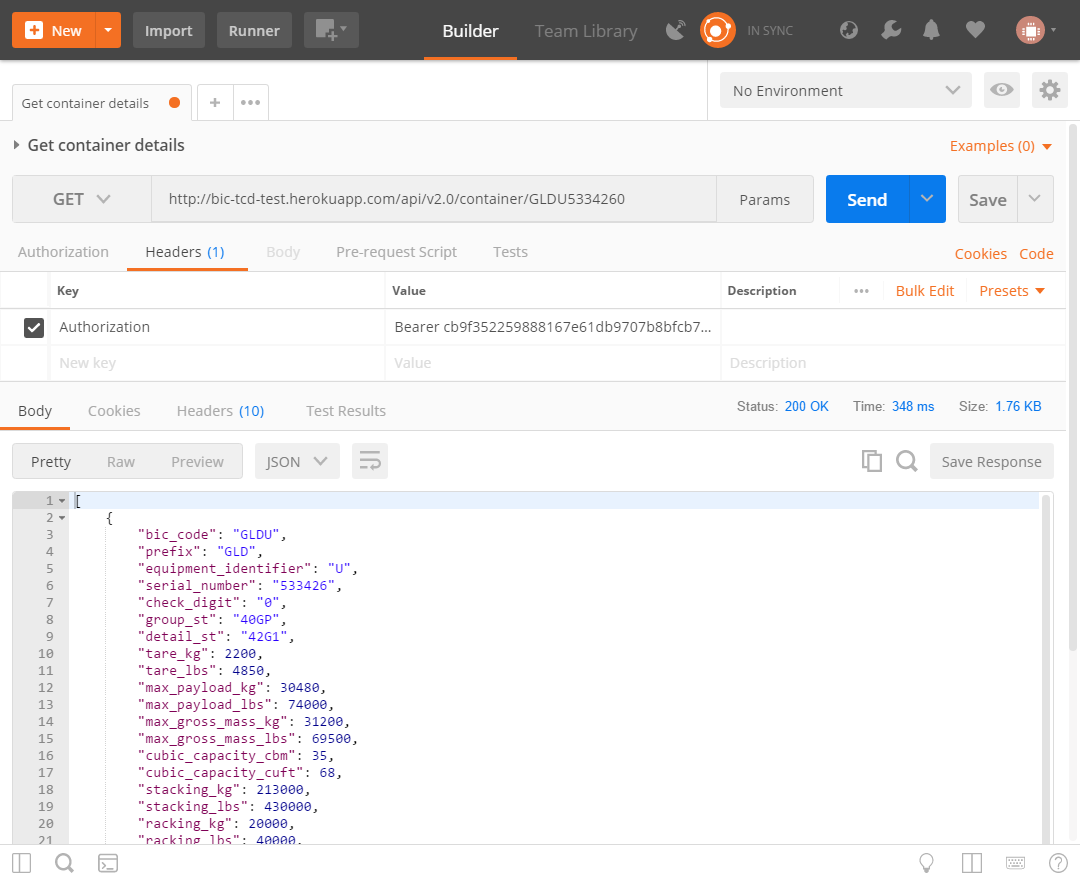 New Import Runner Builder Team Library IN SYNC
Get container details + ••• No Environment
Get container details Examples (0)
GET http://bic-tcd-test.herokuapp.com/api/v2.0/container/GLDU5334260 Params Send Save
Authorization Headers (1) Body Pre-request Script Tests Cookies Code
Key Value Description ••• Bulk Edit Presets
Authorization Bearer cb9f352259888167e61db9707b8bfcb7...
New key Value Description
Body Cookies Headers (10) Test Results Status: 200 OK Time: 348 ms Size: 1.76 KB
Pretty Raw Preview JSON Save Response
1 [
2 {
3 "bic_code": "GLDU",
4 "prefix": "GLD",
5 "equipment_identifier": "U",
6 "serial_number": "533426",
7 "check_digit": "0",
8 "group_st": "40GP",
9 "detail_st": "42G1",
10 "tare_kg": 2200,
11 "tare_lbs": 4850,
12 "max_payload_kg": 30480,
13 "max_payload_lbs": 74000,
14 "max_gross_mass_kg": 31200,
15 "max_gross_mass_lbs": 69500,
16 "cubic_capacity_cbm": 35,
17 "cubic_capacity_cuft": 68,
18 "stacking_kg": 213000,
19 "stacking_lbs": 430000,
20 "racking_kg": 20000,
21 "racking_lbs": 40000,